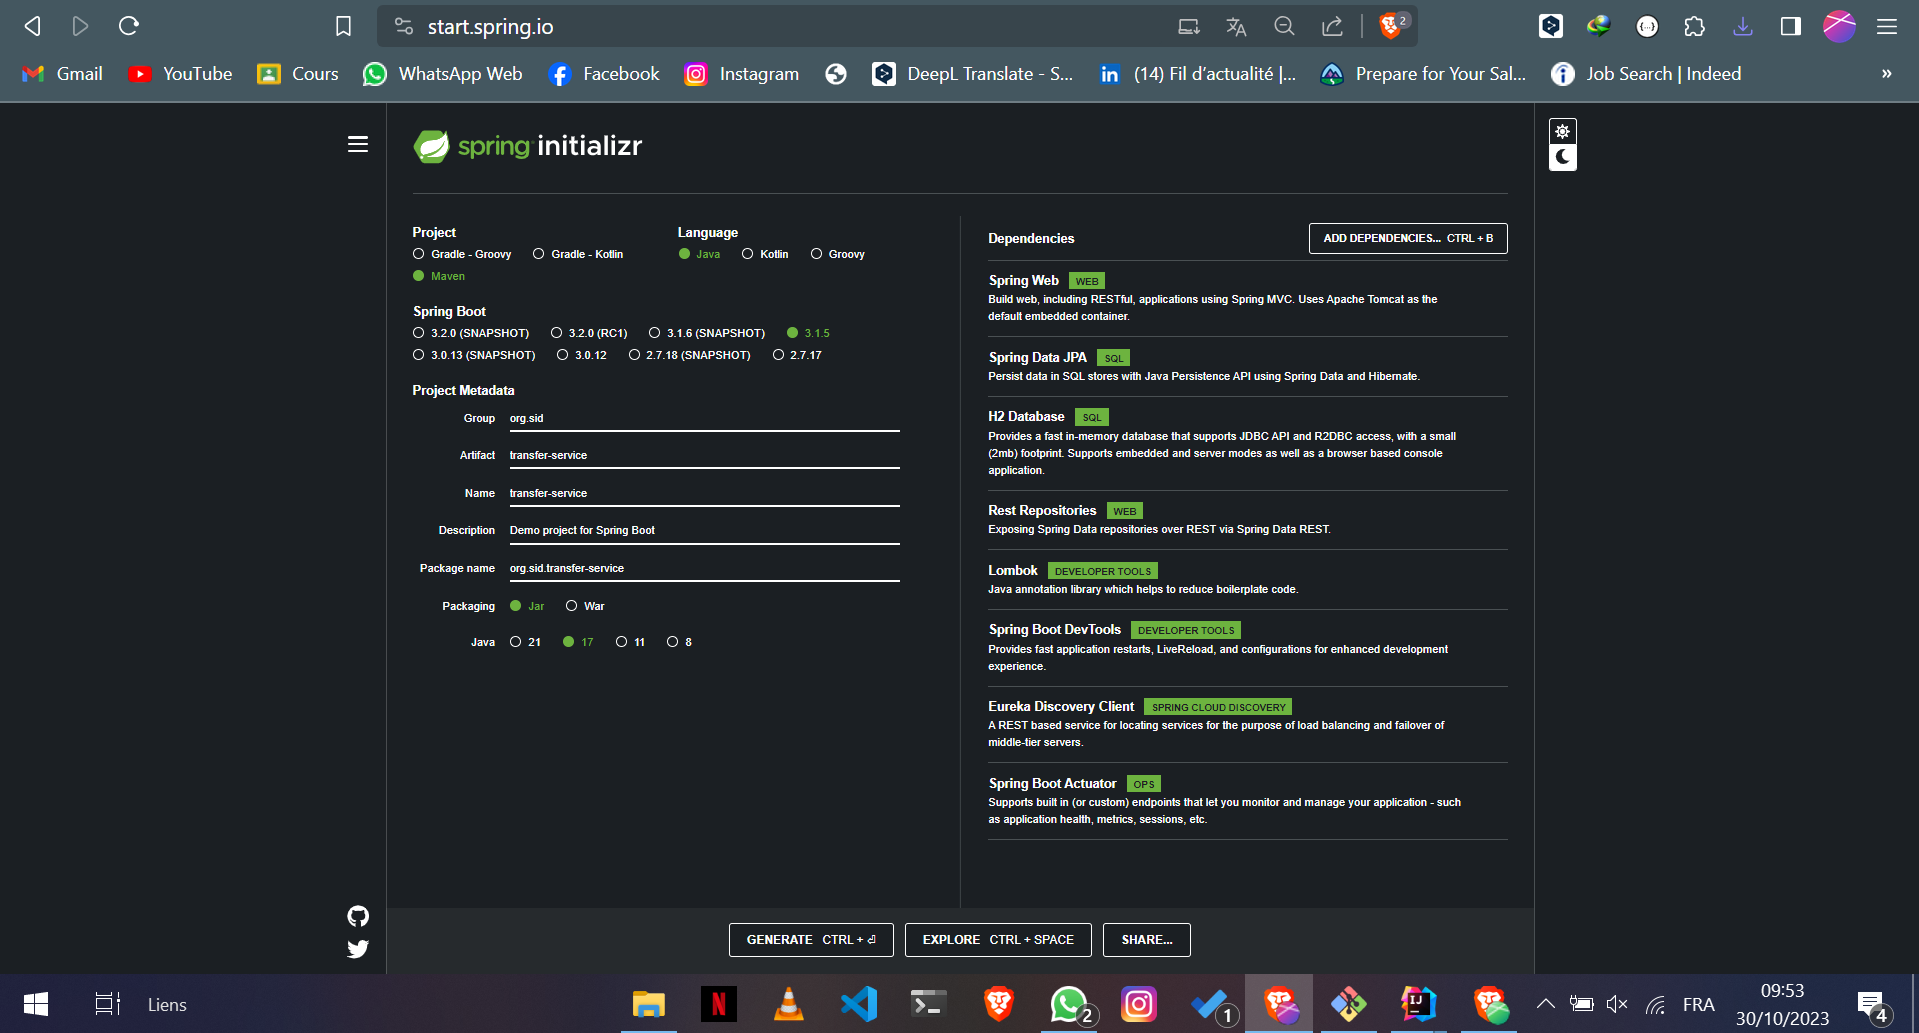 start.spring.io
2
Gmail
YouTube
Cours
WhatsApp Web
Facebook
Instagram
DeepL Translate - S...
(14) Fil d'actualité |...
Prepare for Your Sal...
Job Search | Indeed
»
spring initializr
Project
Gradle - Groovy
Gradle - Kotlin
Maven
Language
Java
Kotlin
Groovy
Spring Boot
3.2.0 (SNAPSHOT)
3.2.0 (RC1)
3.1.6 (SNAPSHOT)
3.1.5
3.0.13 (SNAPSHOT)
3.0.12
2.7.18 (SNAPSHOT)
2.7.17
Project Metadata
Group org.sid
Artifact transfer-service
Name transfer-service
Description Demo project for Spring Boot
Package name org.sid.transfer-service
Packaging Jar War
Java 21 17 11 8
Dependencies
ADD DEPENDENCIES... CTRL + B
Spring Web WEB
Build web, including RESTful, applications using Spring MVC. Uses Apache Tomcat as the
default embedded container.
Spring Data JPA SQL
Persist data in SQL stores with Java Persistence API using Spring Data and Hibernate.
H2 Database SQL
Provides a fast in-memory database that supports JDBC API and R2DBC access, with a small
(2mb) footprint. Supports embedded and server modes as well as a browser based console
application.
Rest Repositories WEB
Exposing Spring Data repositories over REST via Spring Data REST.
Lombok DEVELOPER TOOLS
Java annotation library which helps to reduce boilerplate code.
Spring Boot DevTools DEVELOPER TOOLS
Provides fast application restarts, LiveReload, and configurations for enhanced development
experience.
Eureka Discovery Client SPRING CLOUD DISCOVERY
A REST based service for locating services for the purpose of load balancing and failover of
middle-tier servers.
Spring Boot Actuator OPS
Supports built in (or custom) endpoints that let you monitor and manage your application - such
as application health, metrics, sessions, etc.
GENERATE CTRL + ⏎
EXPLORE CTRL + SPACE
SHARE...
Liens
N
2
1
IJ
FRA
09:53
30/10/2023
4